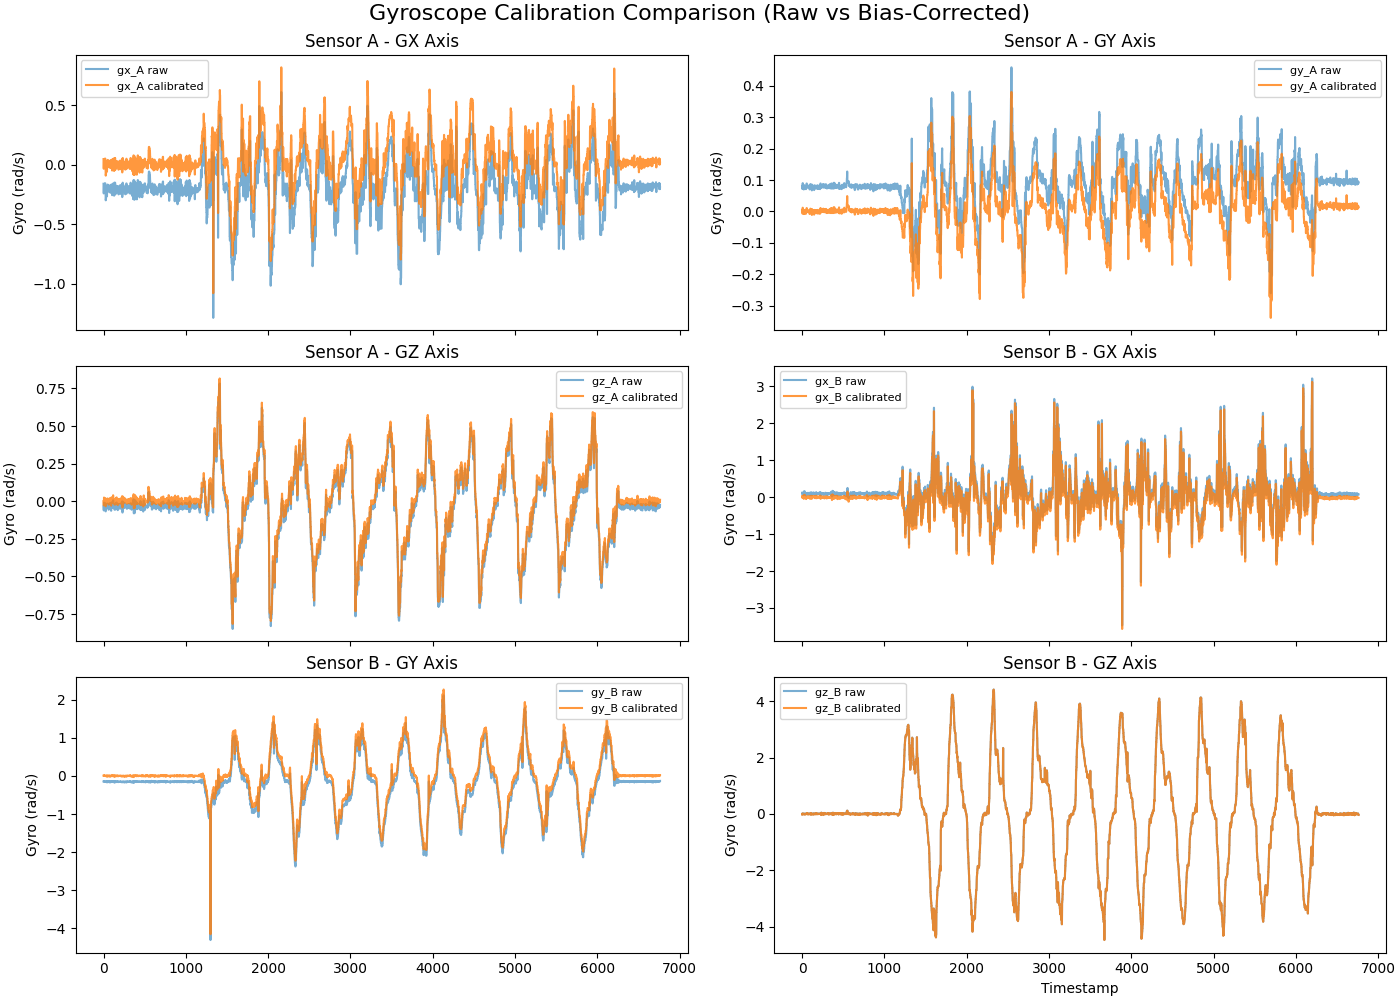 Gyroscope Calibration Comparison (Raw vs Bias-Corrected)
Sensor A - GX Axis
gx_A raw
gx_A calibrated
Gyro (rad/s)
0.5
0.0
−0.5
−1.0
Sensor A - GY Axis
gy_A raw
gy_A calibrated
Gyro (rad/s)
0.4
0.3
0.2
0.1
0.0
−0.1
−0.2
−0.3
Sensor A - GZ Axis
gz_A raw
gz_A calibrated
Gyro (rad/s)
0.75
0.50
0.25
0.00
−0.25
−0.50
−0.75
Sensor B - GX Axis
gx_B raw
gx_B calibrated
Gyro (rad/s)
3
2
1
0
−1
−2
−3
Sensor B - GY Axis
gy_B raw
gy_B calibrated
Gyro (rad/s)
2
1
0
−1
−2
−3
−4
0 1000 2000 3000 4000 5000 6000 7000
Sensor B - GZ Axis
gz_B raw
gz_B calibrated
Gyro (rad/s)
4
2
0
−2
−4
0 1000 2000 3000 4000 5000 6000 7000
Timestamp